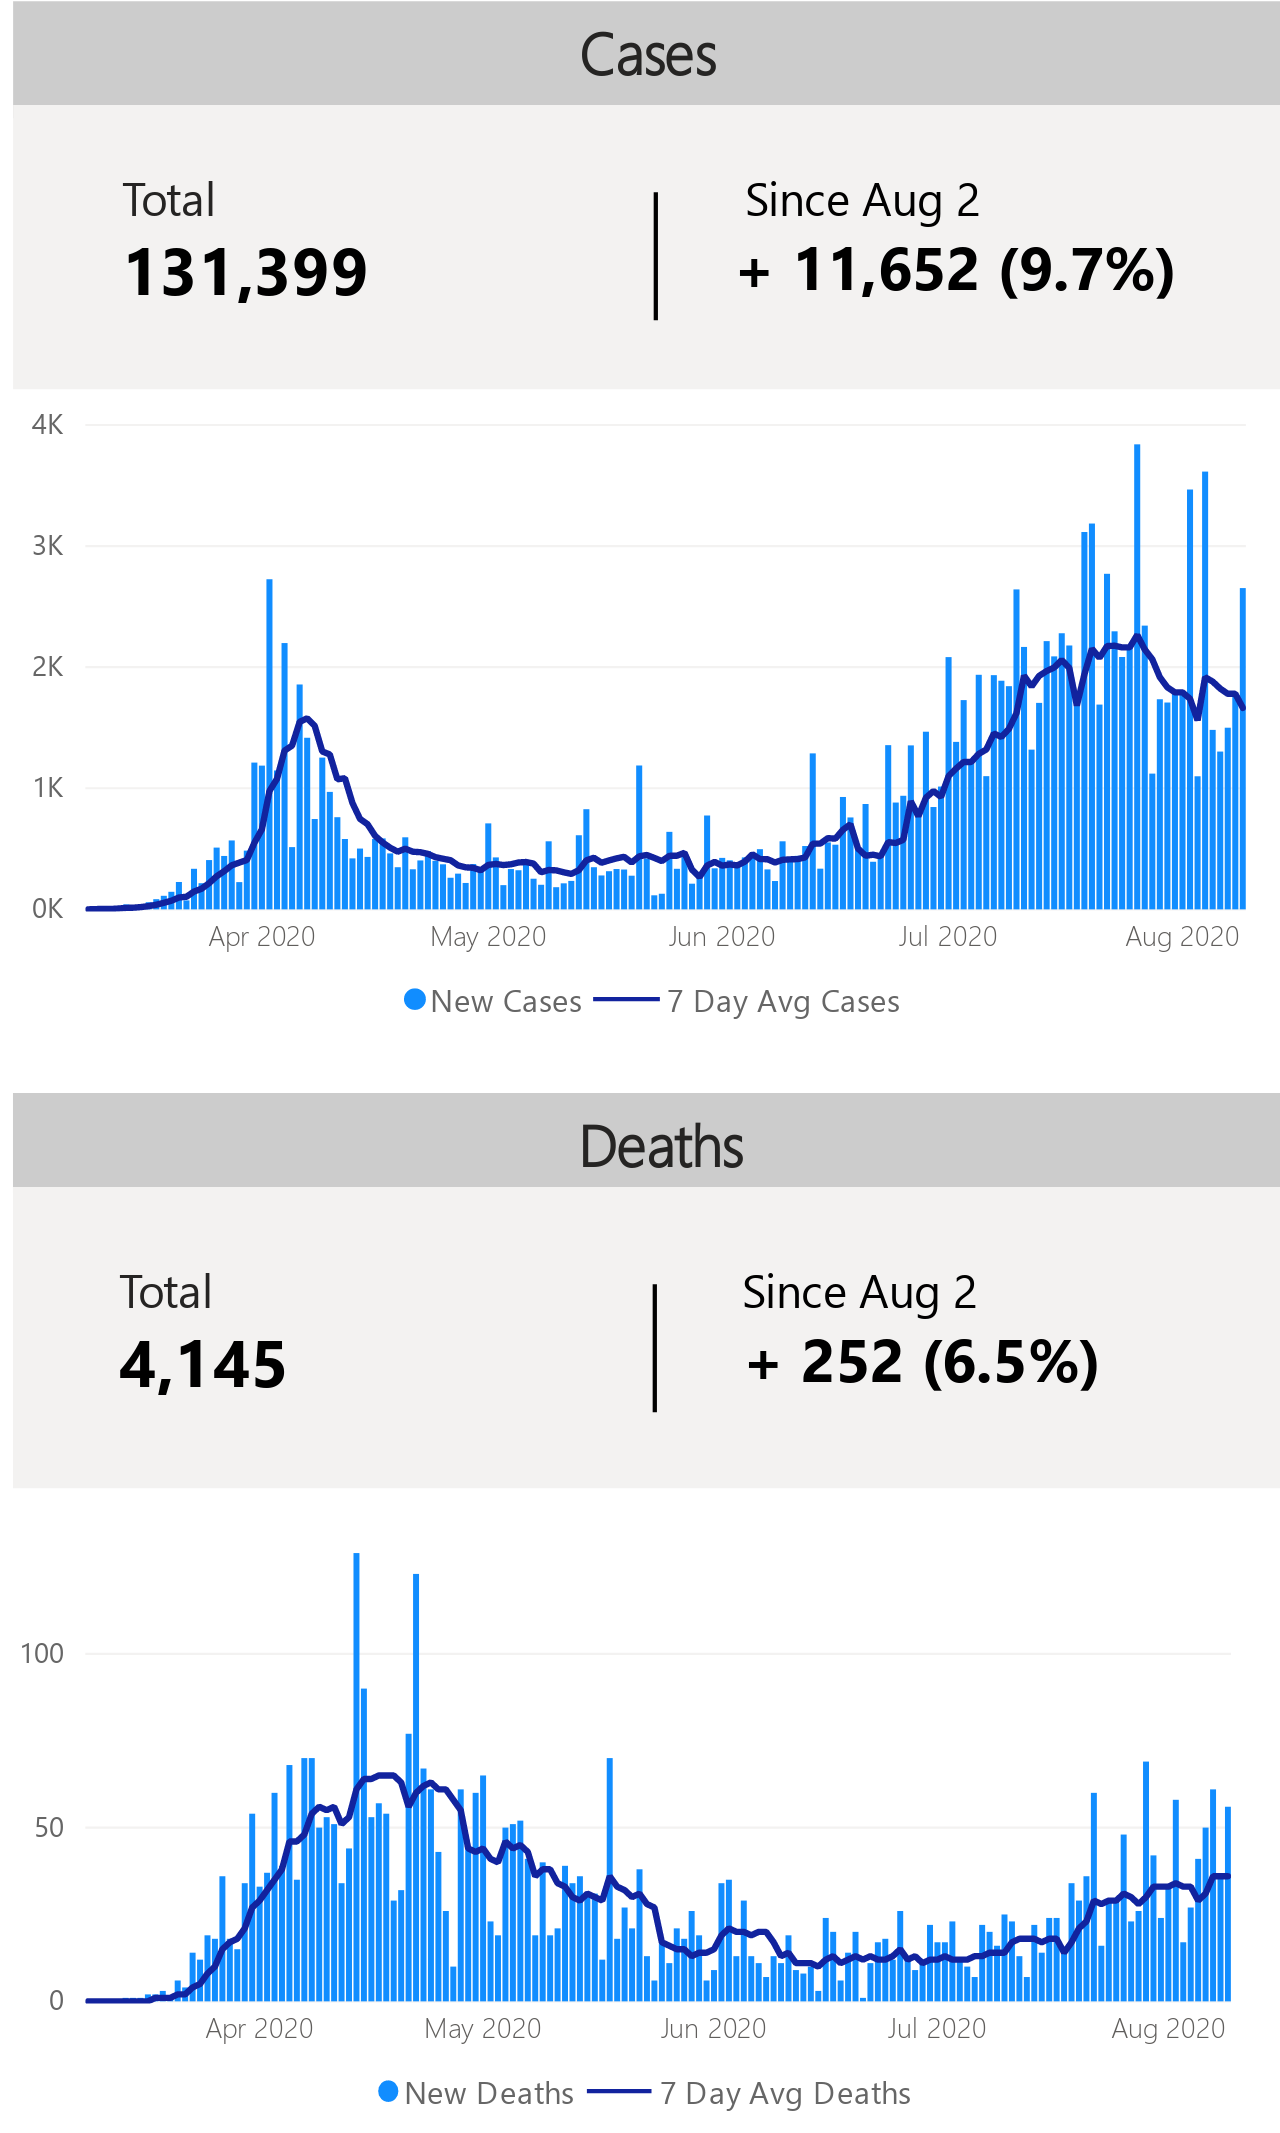 Cases
Total
Since Aug 2
131,399
+ 11,652 (9.7%)
4K
3K
2K
1K
0K
Apr 2020
May 2020
Jun 2020
Jul 2020
Aug 2020
New Cases
7 Day Avg Cases
Deaths
Total
Since Aug 2
4,145
+ 252 (6.5%)
100
50
0
Apr 2020
May 2020
Jun 2020
Jul 2020
Aug 2020
New Deaths
7 Day Avg Deaths